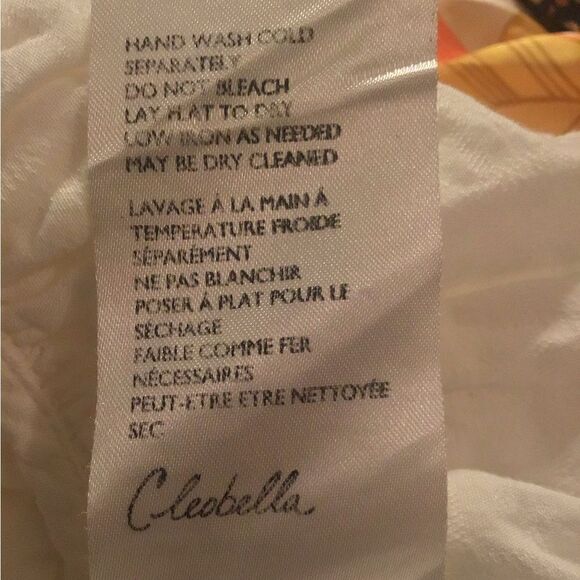 HAND WASH COLD
SEPARATELY
DO NOT BLEACH
LAY FLAT TO DRY
LOW IRON AS NEEDED
MAY BE DRY CLEANED
LAVAGE À LA MAIN À
TEMPERATURE FROIDE
SÉPARÉMENT
NE PAS BLANCHIR
POSER À PLAT POUR LE
SÉCHAGE
FAIBLE COMME FER
NÉCESSAIRES
PEUT-ETRE ETRE NETTOYÉE
SEC
Cleobella